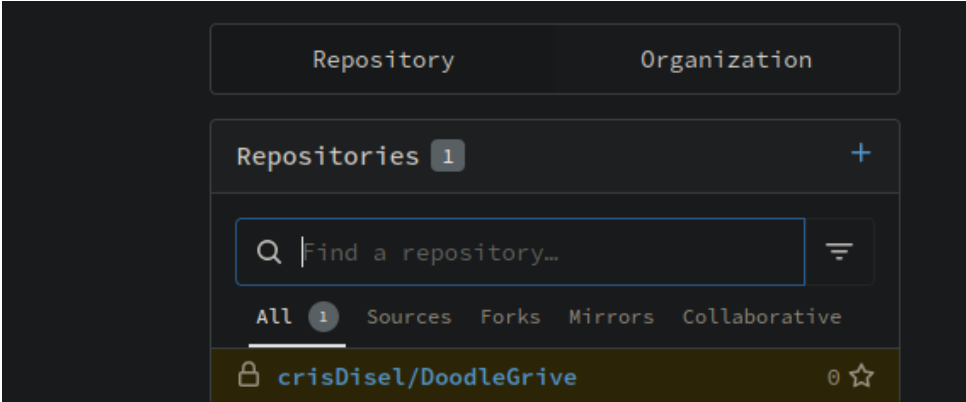 Repository Organization
Repositories 1 +
Find a repository…
All 1 Sources Forks Mirrors Collaborative
crisDisel/DoodleGrive 0